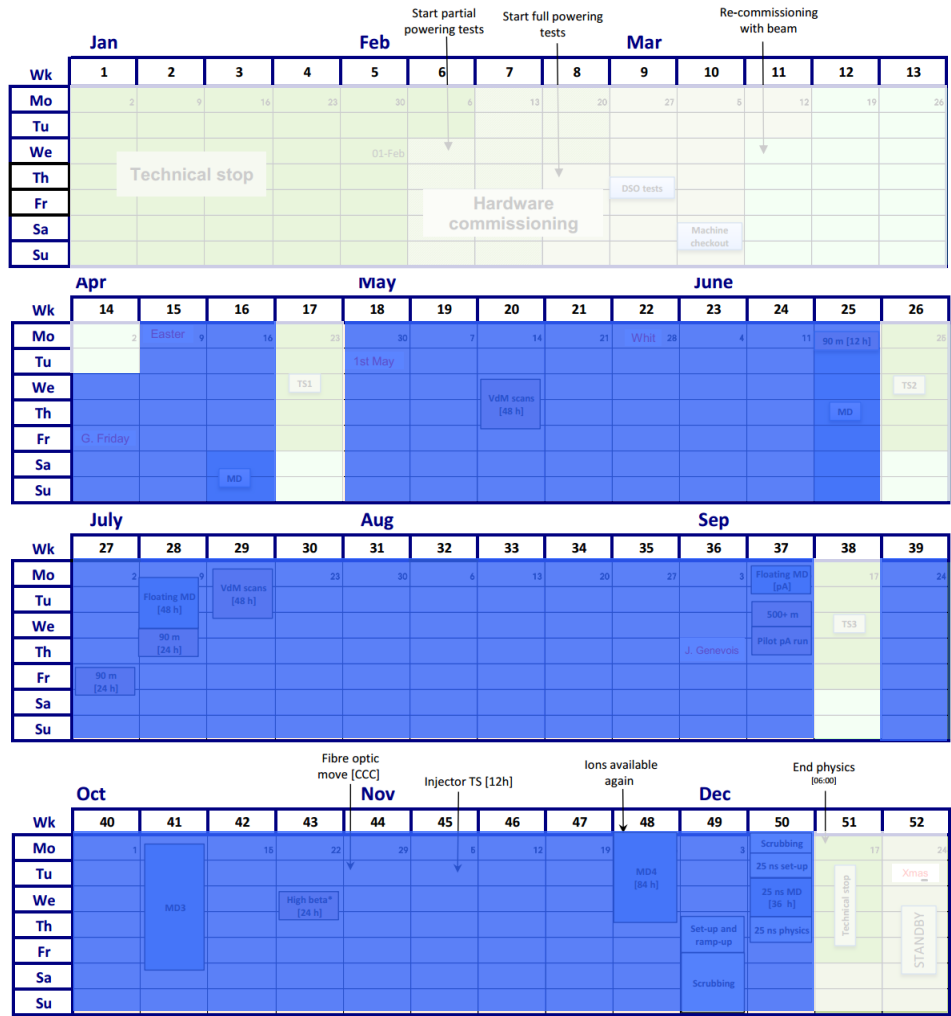 Start partial
powering tests
Start full powering
tests
Re-commissioning
with beam
Jan Feb Mar
Wk 1 2 3 4 5 6 7 8 9 10 11 12 13
Mo 2 9 16 23 30 6 13 20 27 5 12 19 26
Tu
We 01-Feb
Th Technical stop DSO tests
Fr Hardware
commissioning
Sa Machine
checkout
Su
Apr May June
Wk 14 15 16 17 18 19 20 21 22 23 24 25 26
Mo 2 Easter 9 16 23 30 7 14 21 Whit 28 4 11 90 m [12 h] 25
Tu 1st May
We TS1 VdM scans
[48 h] TS2
Th MD
Fr G. Friday
Sa MD
Su
July Aug Sep
Wk 27 28 29 30 31 32 33 34 35 36 37 38 39
Mo 2 9 VdM scans
[48 h] 23 30 6 13 20 27 3 Floating MD
[pA] 17 24
Tu Floating MD
[48 h]
We 90 m
[24 h] 500+ m TS3
Th J. Genevois Pilot pA run
Fr 90 m
[24 h]
Sa
Su
Fibre optic
move [CCC]
Injector TS [12h]
Ions available
again
End physics
[06:00]
Oct Nov Dec
Wk 40 41 42 43 44 45 46 47 48 49 50 51 52
Mo 1 15 22 29 5 12 19 3 Scrubbing 17 24
Tu MD4
[84 h] 25 ns set-up Xmas
We MD3 High beta*
[24 h] 25 ns MD
[36 h] Technical stop
Th Set-up and
ramp-up 25 ns physics STANDBY
Fr
Sa Scrubbing
Su